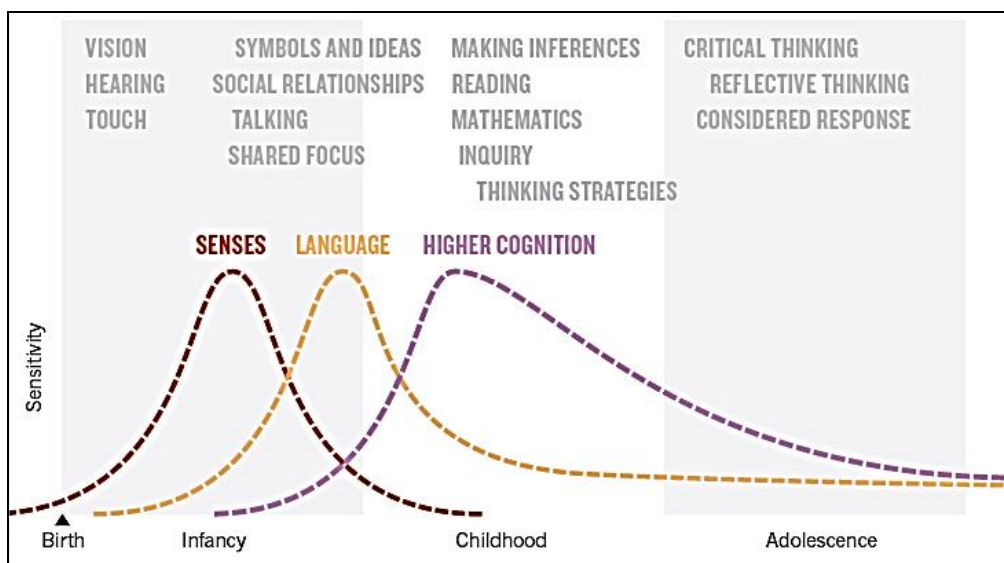 VISION
HEARING
TOUCH
SYMBOLS AND IDEAS
SOCIAL RELATIONSHIPS
TALKING
SHARED FOCUS
MAKING INFERENCES
READING
MATHEMATICS
INQUIRY
THINKING STRATEGIES
CRITICAL THINKING
REFLECTIVE THINKING
CONSIDERED RESPONSE
SENSES
LANGUAGE
HIGHER COGNITION
Sensitivity
Birth
Infancy
Childhood
Adolescence